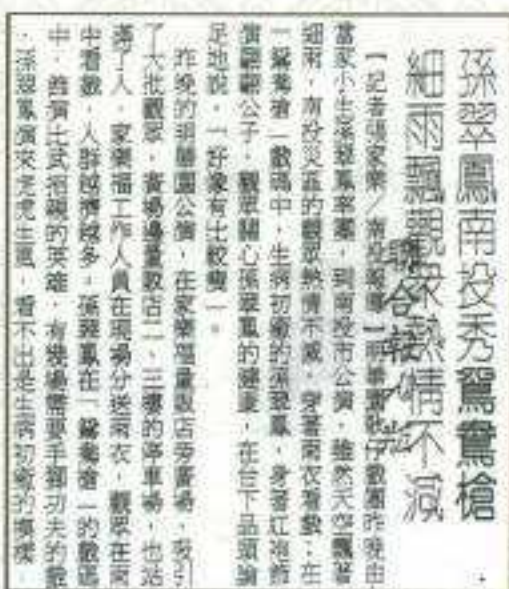 孫翠鳳南投秀鴛鴦槍
細雨飄觀眾熱情不減
【記者張家樂/南投報導】明華園歌仔戲團昨晚由
當家小生孫翠鳳率團,到南投市公演,雖然天空飄著
細雨,南投災區的觀眾熱情不減,穿著雨衣看戲,在
「鴛鴦槍」戲碼中,生病初癒的孫翠鳳,身著紅袍飾
演翩翩公子,觀眾關心孫翠鳳的健康,在台下品頭論
足地說,「好像有比較瘦」。
昨晚的明華園公演,在家樂福量販店旁廣場,吸引
了大批觀眾,廣場邊量販店二、三樓的停車場,也站
滿了人,家樂福工作人員在現場分送雨衣,觀眾在雨
中看戲,人群越擠越多。孫翠鳳在「鴛鴦槍」的戲碼
中,飾演比武招親的英雄,有幾場需要手腳功夫的戲
,孫翠鳳演來虎虎生風,看不出是生病初癒的模樣。
聯合報